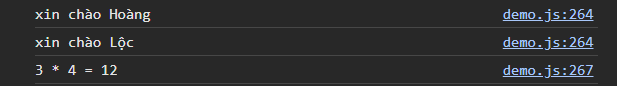 xin chào Hoàng demo.js:264
xin chào Lộc demo.js:264
3 * 4 = 12 demo.js:267